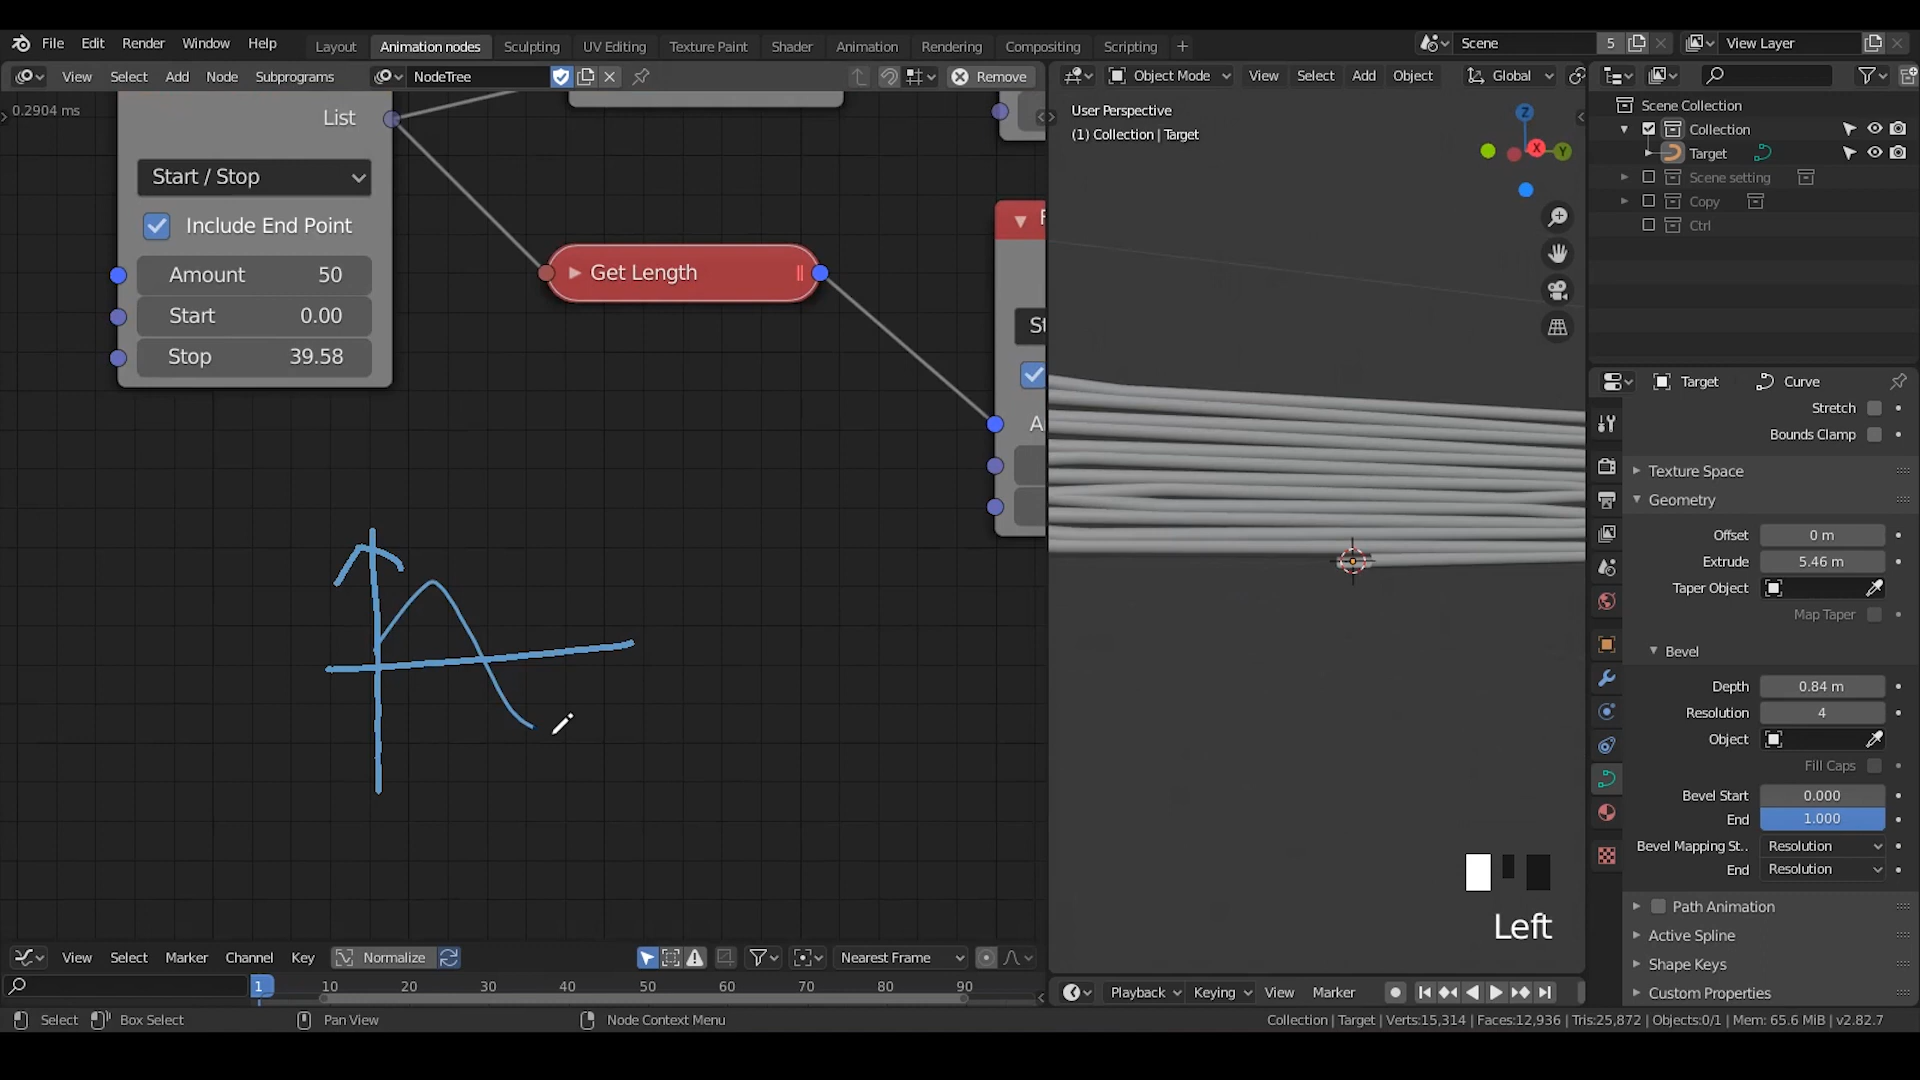 File Edit Render Window Help Layout Animation nodes Sculpting UV Editing Texture Paint Shader Animation Rendering Compositing Scripting Scene 5 View Layer
View Select Add Node Subprograms NodeTree Remove Object Mode View Select Add Object Global
0.2904 ms
List
Start / Stop
Include End Point
Amount 50
Start 0.00
Stop 39.58
Get Length
St
A
User Perspective
(1) Collection | Target
Z
X
Y
Left
Scene Collection
Collection
Target
Scene setting
Copy
Ctrl
Target Curve
Stretch
Bounds Clamp
Texture Space
Geometry
Offset 0 m
Extrude 5.46 m
Taper Object
Map Taper
Bevel
Depth 0.84 m
Resolution 4
Object
Fill Caps
Bevel Start 0.000
End 1.000
Bevel Mapping St.. Resolution
End Resolution
Path Animation
Active Spline
Shape Keys
Custom Properties
View Select Marker Channel Key Normalize Nearest Frame
1 10 20 30 40 50 60 70 80 90
Playback Keying View Marker
Select Box Select Pan View Node Context Menu Collection | Target | Verts:15,314 | Faces:12,936 | Tris:25,872 | Objects:0/1 | Mem: 65.6 MiB | v2.82.7